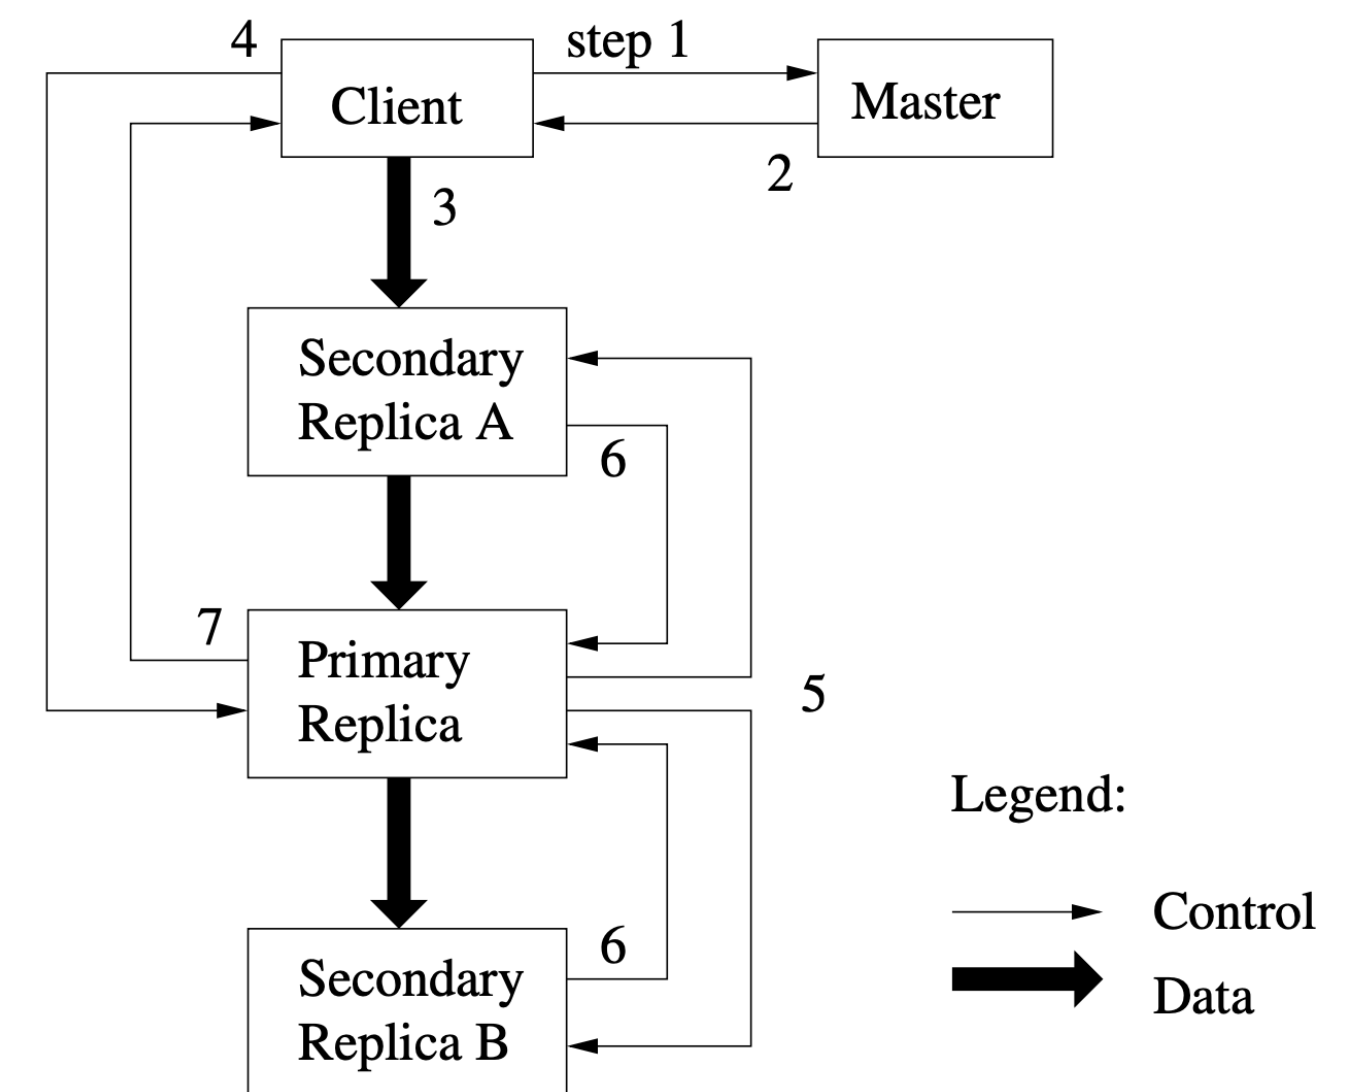 4
step 1
Client
Master
2
3
Secondary
Replica A
6
7
Primary
Replica
5
Legend:
Control
Data
6
Secondary
Replica B